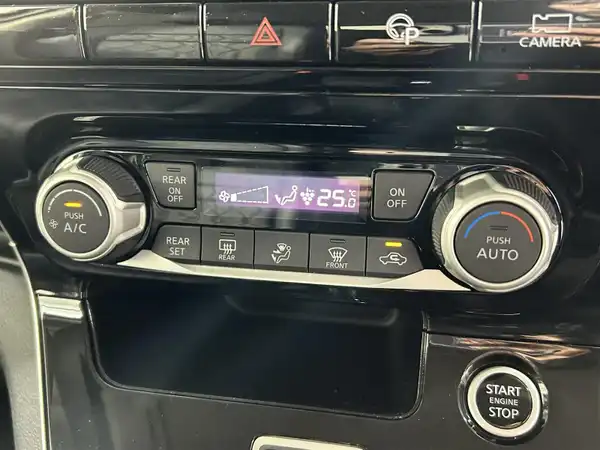 P
CAMERA
REAR
ON
OFF
25.0
°C
ON
OFF
PUSH
A/C
REAR
SET
REAR
FRONT
PUSH
AUTO
START
ENGINE
STOP